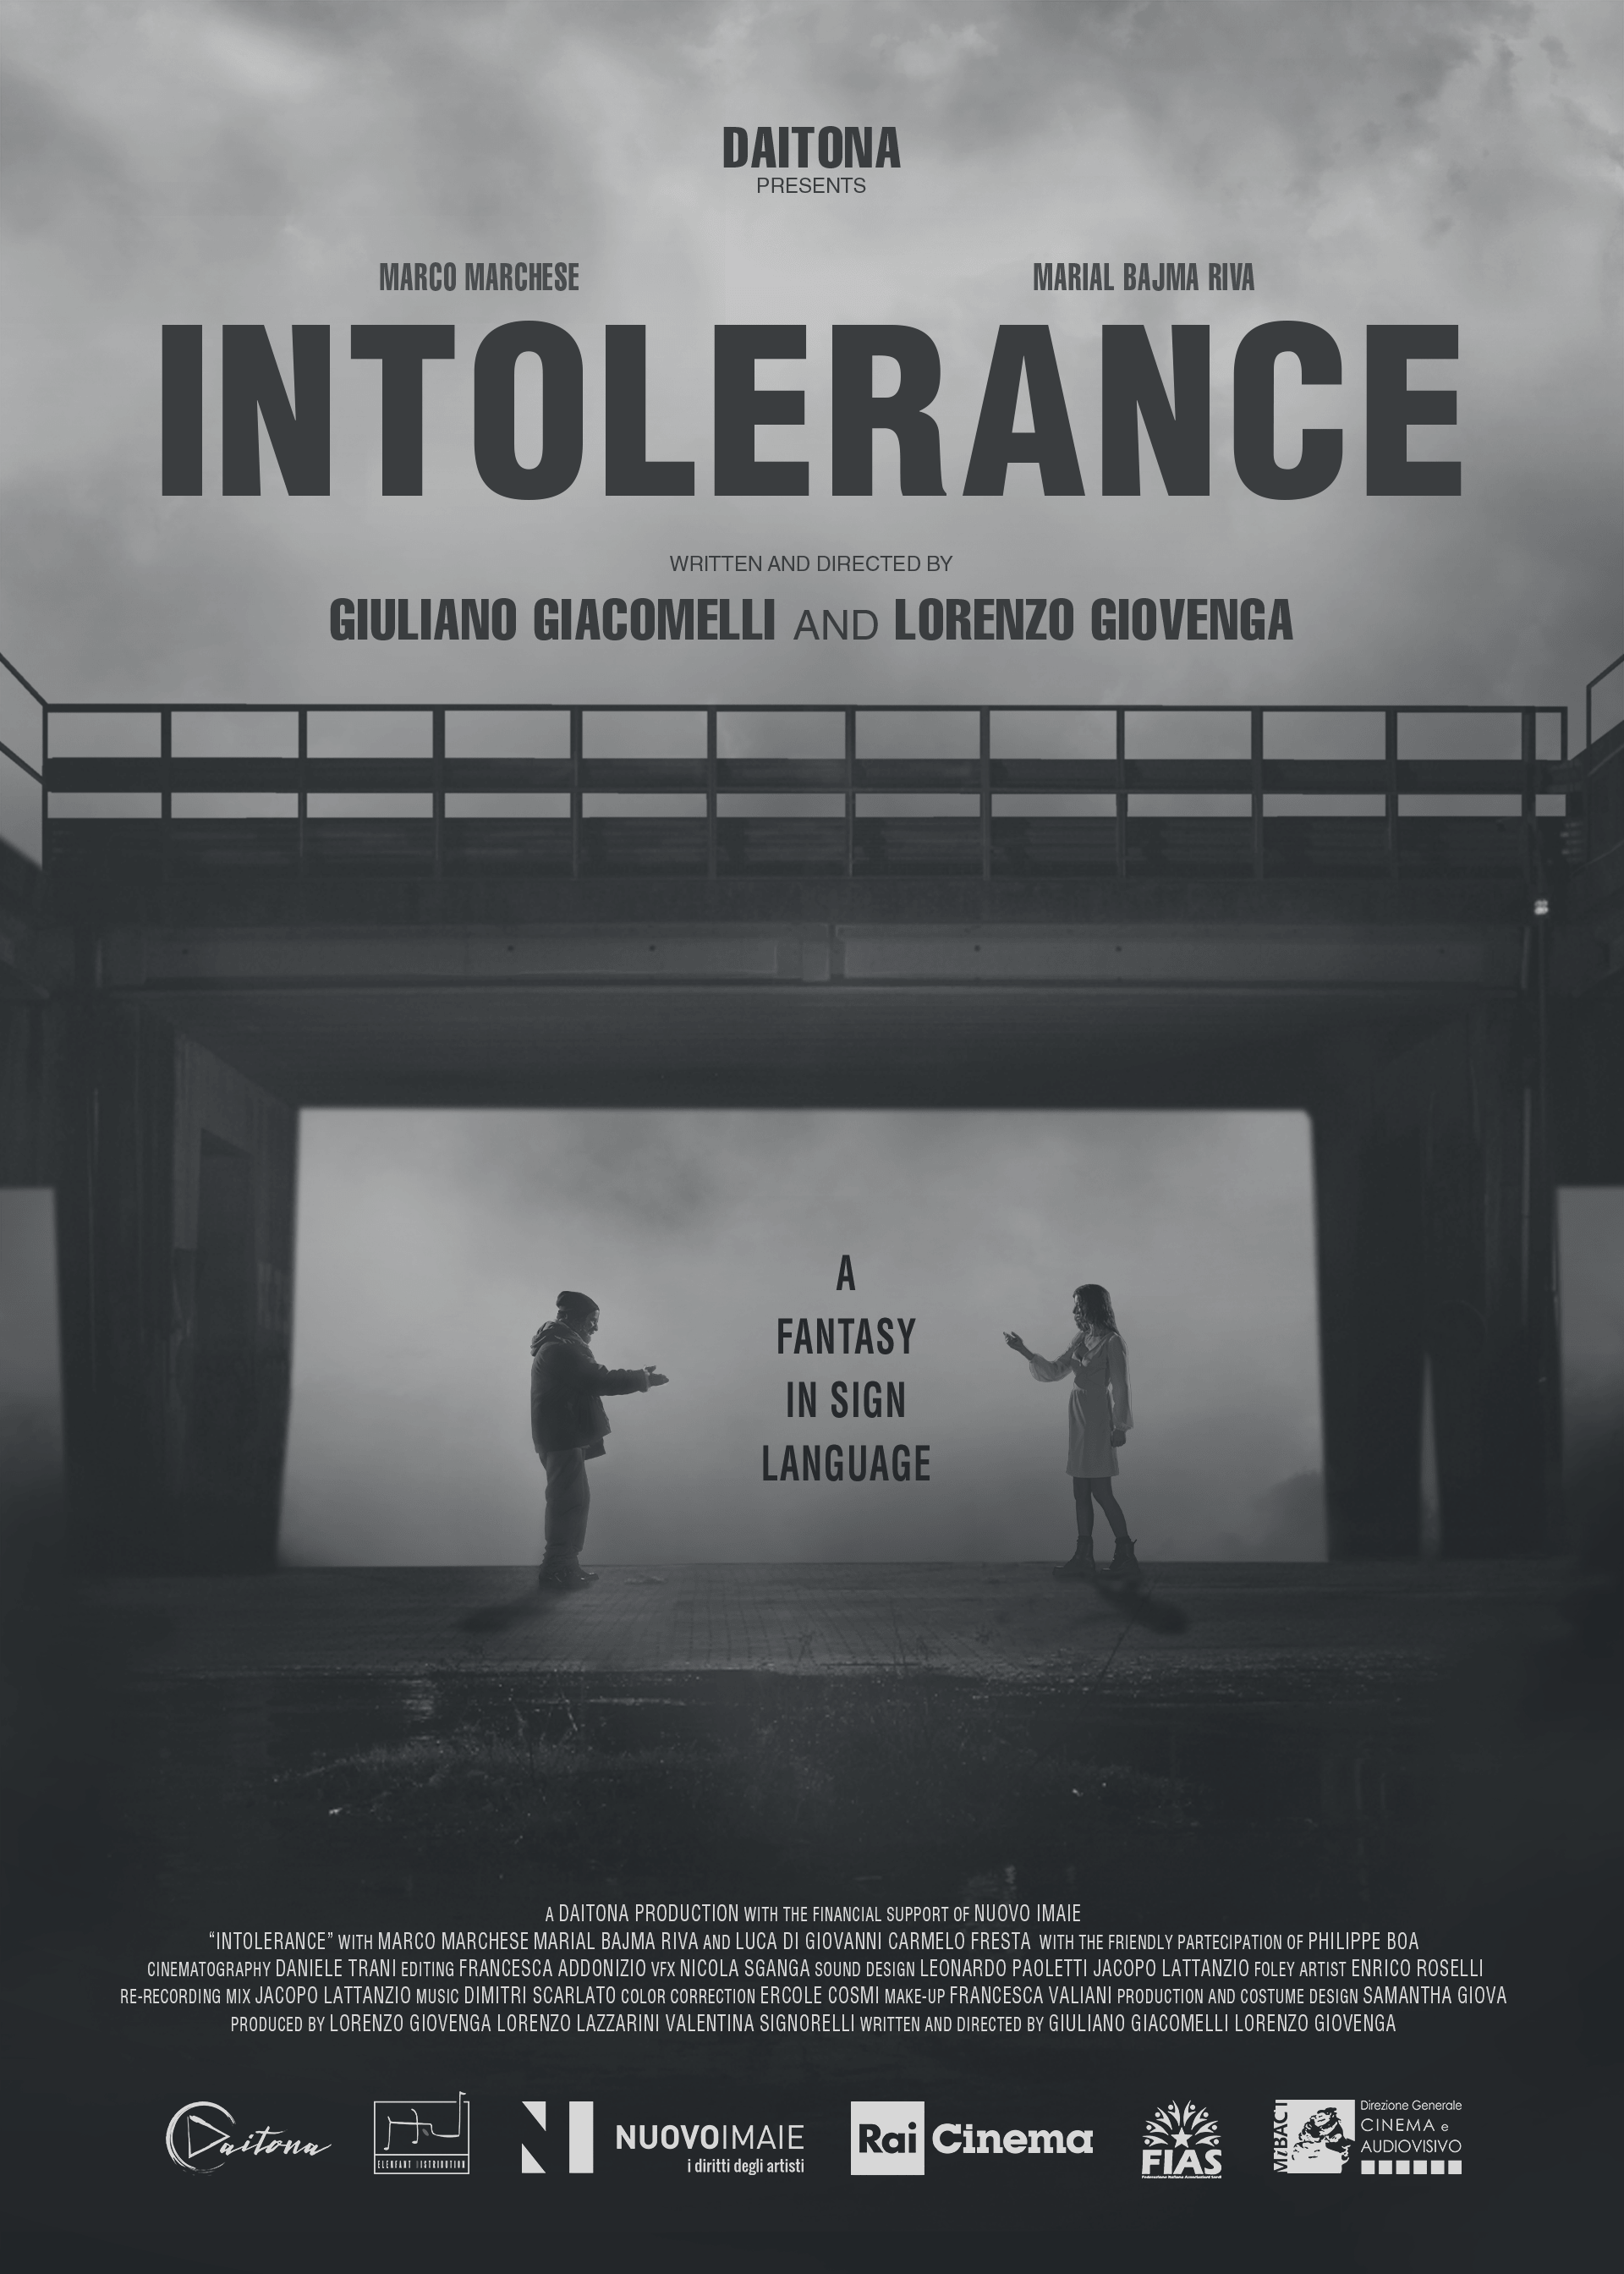 DAITONA
PRESENTS
MARCO MARCHESE
MARIAL BAJMA RIVA
INTOLERANCE
WRITTEN AND DIRECTED BY
GIULIANO GIACOMELLI AND LORENZO GIOVENGA
A
FANTASY
IN SIGN
LANGUAGE
A DAITONA PRODUCTION WITH THE FINANCIAL SUPPORT OF NUOVO IMAIE
“INTOLERANCE” WITH MARCO MARCHESE MARIAL BAJMA RIVA AND LUCA DI GIOVANNI CARMELO FRESTA WITH THE FRIENDLY PARTECIPATION OF PHILIPPE BOA
CINEMATOGRAPHY DANIELE TRANI EDITING FRANCESCA ADDONIZIO VFX NICOLA SGANGA SOUND DESIGN LEONARDO PAOLETTI JACOPO LATTANZIO FOLEY ARTIST ENRICO ROSELLI
RE-RECORDING MIX JACOPO LATTANZIO MUSIC DIMITRI SCARLATO COLOR CORRECTION ERCOLE COSMI MAKE-UP FRANCESCA VALIANI PRODUCTION AND COSTUME DESIGN SAMANTHA GIOVA
PRODUCED BY LORENZO GIOVENGA LORENZO LAZZARINI VALENTINA SIGNORELLI WRITTEN AND DIRECTED BY GIULIANO GIACOMELLI LORENZO GIOVENGA
Daitona
ELENFANT DISTRIBUTION
NUOVOIMAIE
i diritti degli artisti
Rai Cinema
FIAS
MiBACT
Direzione Generale
CINEMA e
AUDIOVISIVO